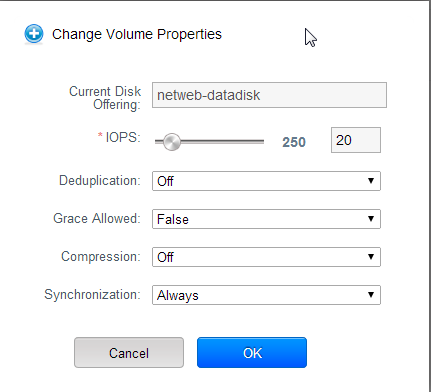 Change Volume Properties
Current Disk
Offering:
netweb-datadisk
* IOPS:
250
20
Deduplication:
Off
Grace Allowed:
False
Compression:
Off
Synchronization:
Always
Cancel
OK